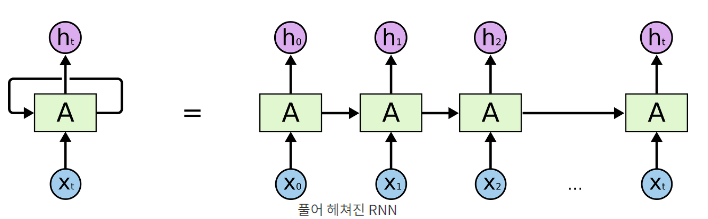 hₜ h₀ h₁ h₂ hₜ
A = A A A A
xₜ x₀ x₁ x₂ ... xₜ
풀어 헤쳐진 RNN